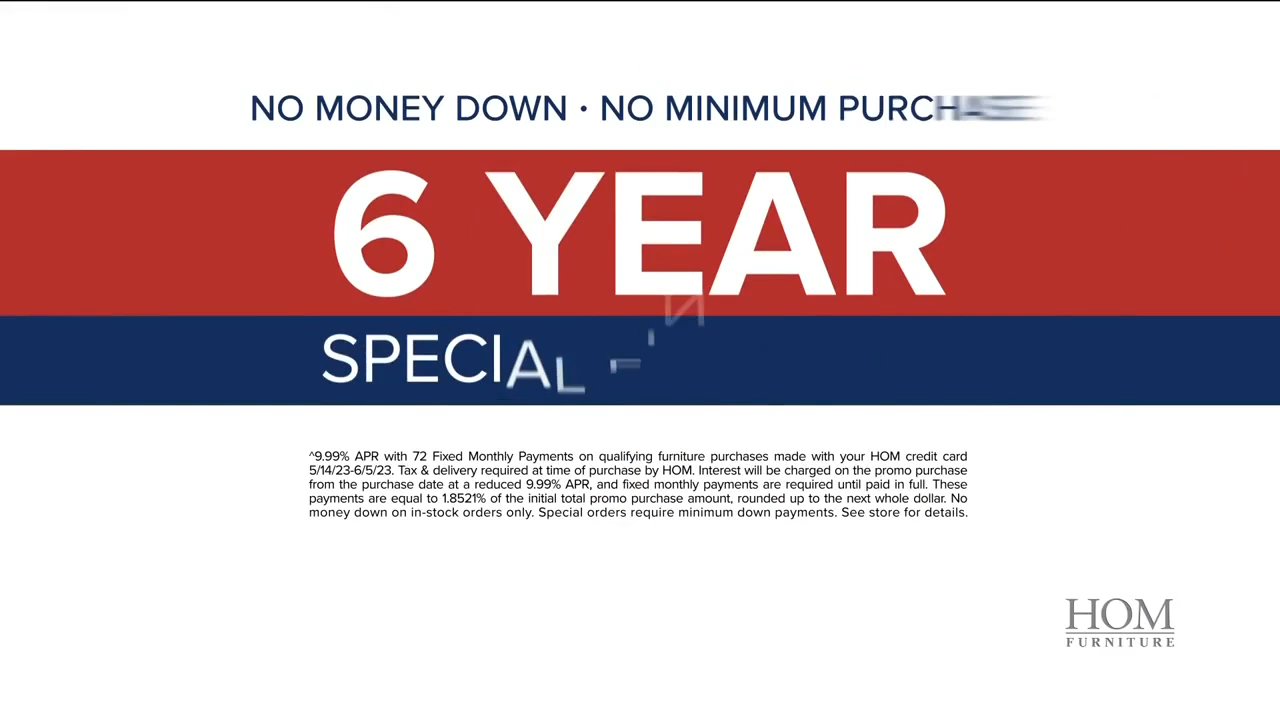 NO MONEY DOWN • NO MINIMUM PURCHASE
6 YEAR
SPECIAL
^9.99% APR with 72 Fixed Monthly Payments on qualifying furniture purchases made with your HOM credit card
5/14/23-6/5/23. Tax & delivery required at time of purchase by HOM. Interest will be charged on the promo purchase
from the purchase date at a reduced 9.99% APR, and fixed monthly payments are required until paid in full. These
payments are equal to 1.8521% of the initial total promo purchase amount, rounded up to the next whole dollar. No
money down on in-stock orders only. Special orders require minimum down payments. See store for details.
HOM
FURNITURE